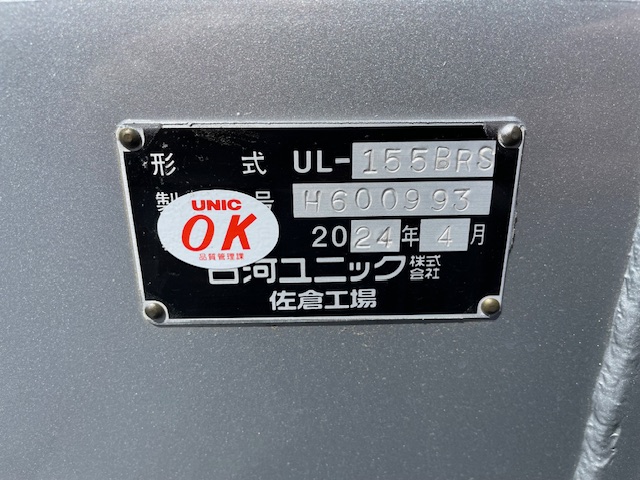 形 式 UL-155BRS
製 号 H600993
UNIC
OK
品質管理課
2024年4月
河ユニック株式会社
佐倉工場